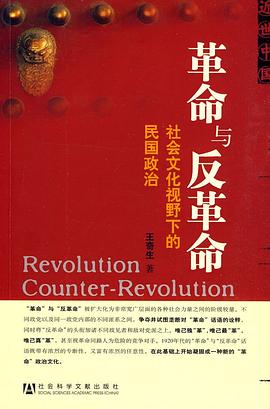 近世中国
革命与反革命
社会文化视野下的
民国政治
王奇生 著
Revolution
Counter-Revolution
“革命”与“反革命”被扩大化为非常宽广层面的各种社会力量之间的阶级较量。不
同政党以及同一政党内部的不同派系之间，争夺并试图垄断对“革命”话语的诠释，
同时将“反革命”的头衔加诸不同政见者和敌对党派之上，唯己独“革”、唯己最“革”、
唯己真“革”，甚至视革命同路人为危险的竞争对手。1920年代的“革命”与“反革命”话
语既带有浓烈的专断性，又富有浓烈的任意性，在此基础上开始凝固成一种新的“革
命”政治文化。
社会科学文献出版社
SOCIAL SCIENCES ACADEMIC PRESS(CHINA)